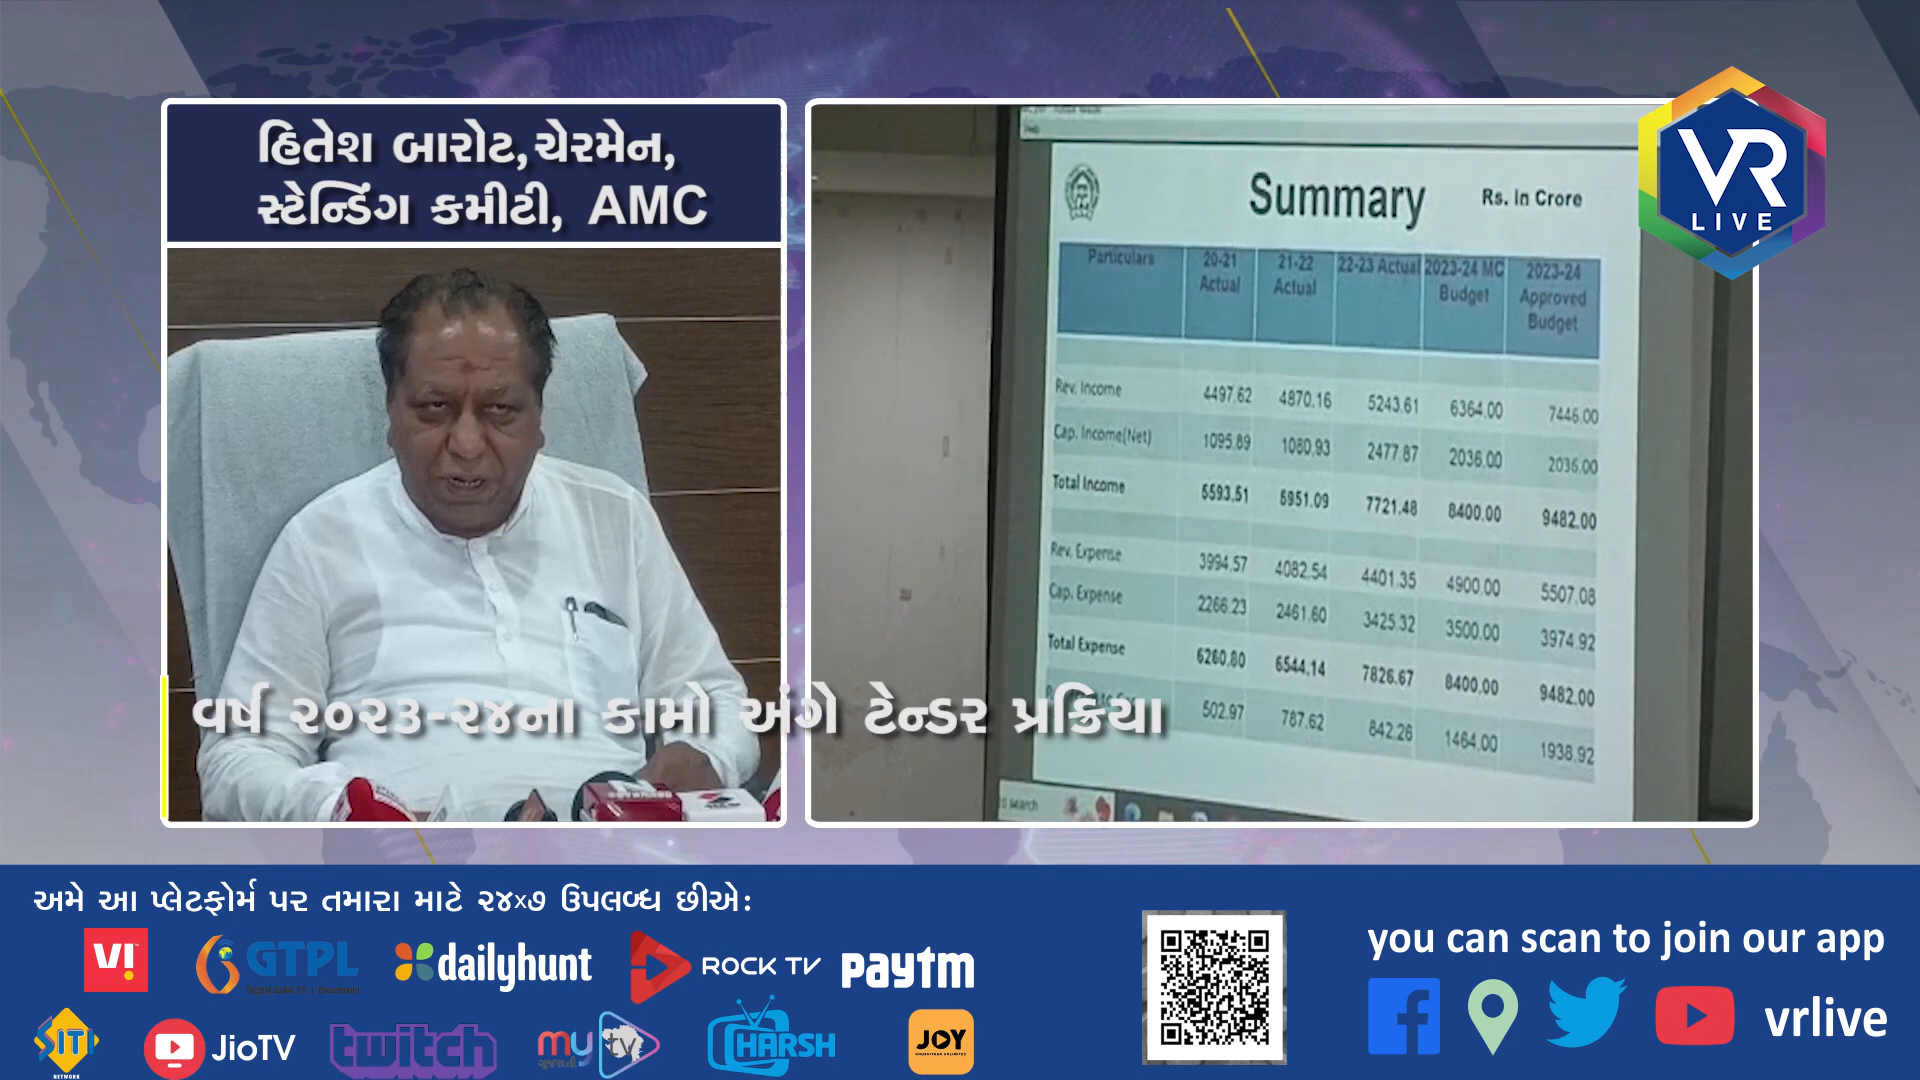 હિતેશ બારોટ, ચેરમેન,
સ્ટેન્ડિંગ કમીટી, AMC
VR
LIVE
Help
Summary Rs. In Crore
Particulars 20-21 Actual 21-22 Actual 22-23 Actual 2023-24 MC Budget 2023-24 Approved Budget
Rev. Income 4497.62 4870.16 5243.61 6364.00 7446.00
Cap. Income(Net) 1095.89 1080.93 2477.87 2036.00 2036.00
Total Income 5593.51 5951.09 7721.48 8400.00 9482.00
Rev. Expense 3994.57 4082.54 4401.35 4900.00 5507.08
Cap. Expense 2266.23 2461.60 3425.32 3500.00 3974.92
Total Expense 6260.80 6544.14 7826.67 8400.00 9482.00
502.97 787.62 842.26 1464.00 1938.92
search
વર્ષ ૨૦૨૩-૨૪ના કામો અંગે ટેન્ડર પ્રક્રિયા
અમે આ પ્લેટફોર્મ પર તમારા માટે ૨૪x૭ ઉપલબ્ધ છીએ:
VI GTPL dailyhunt ROCK TV paytm
SITI NETWORK JioTV twitch my tv HARSH JOY
you can scan to join our app
vrlive